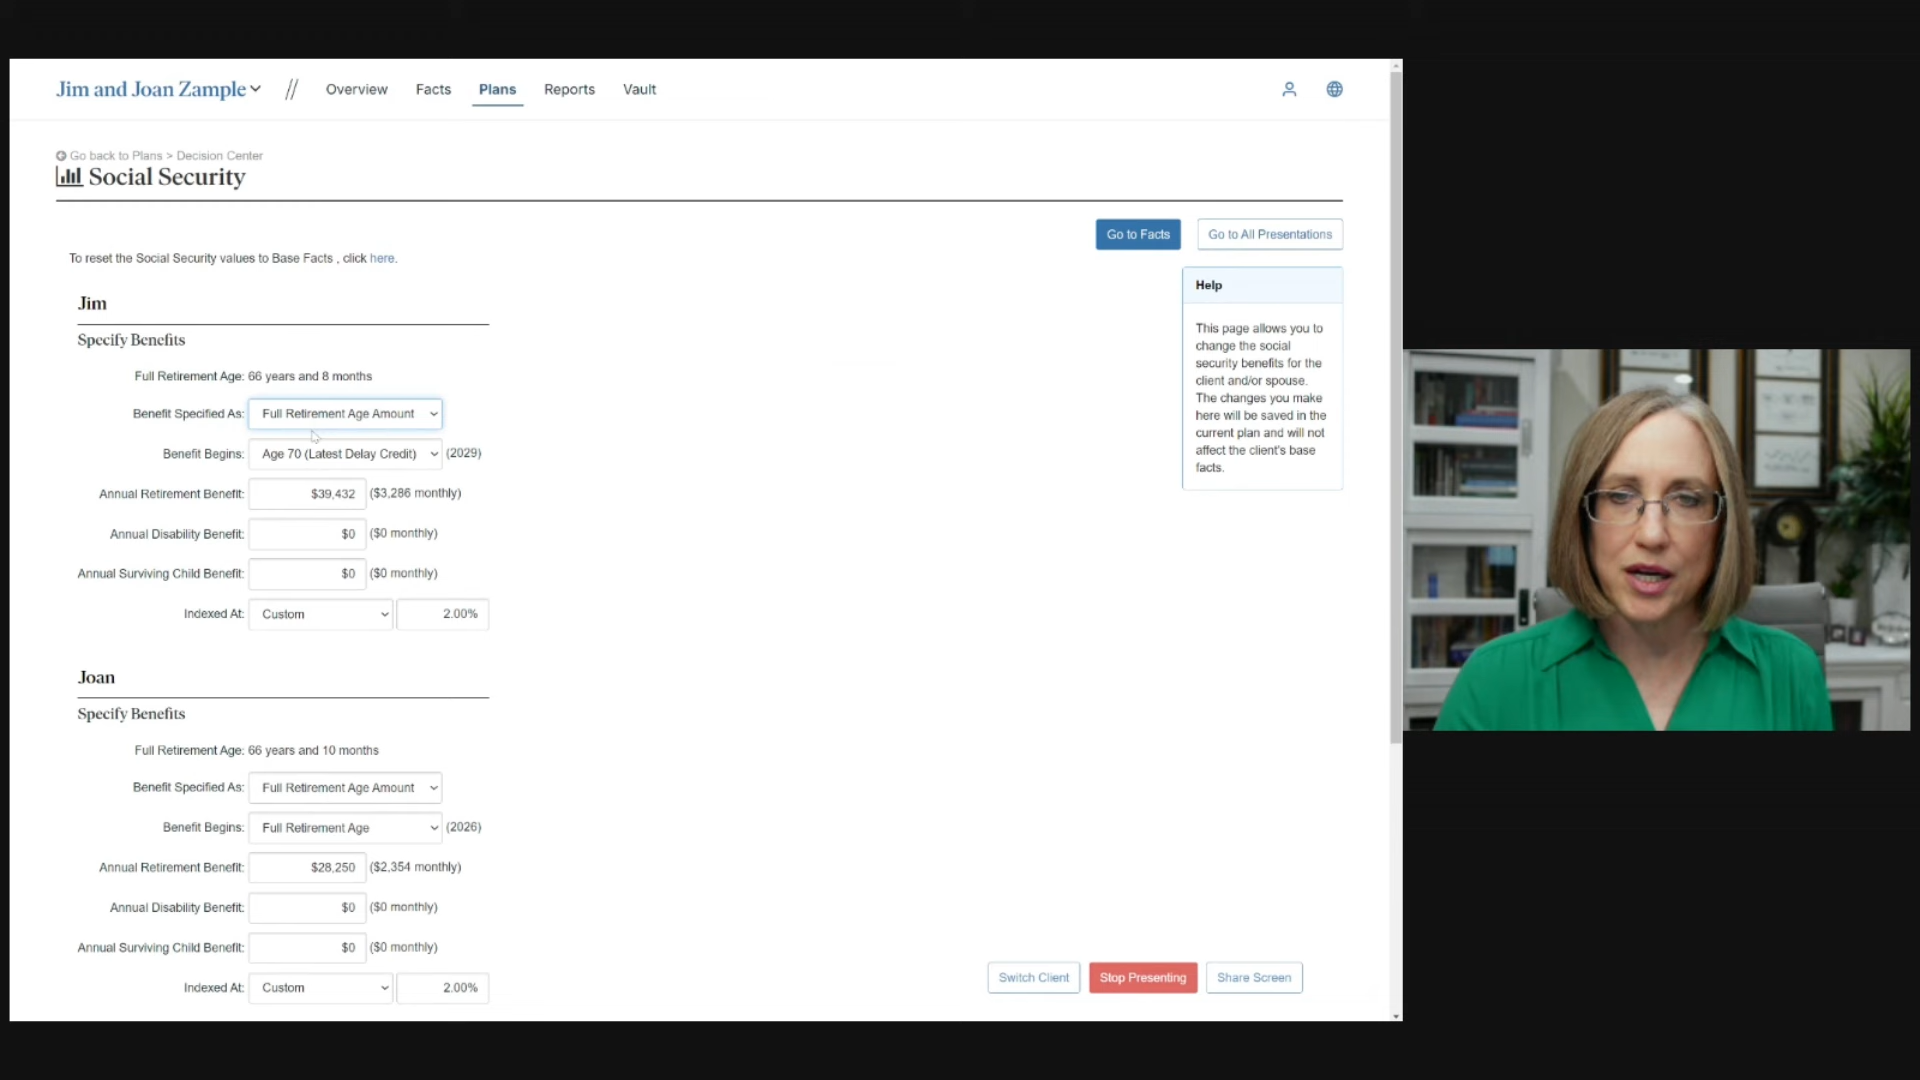 Jim and Joan Zample // Overview Facts Plans Reports Vault
Go back to Plans > Decision Center
Social Security
Go to Facts Go to All Presentations
To reset the Social Security values to Base Facts , click here.
Help
This page allows you to
change the social
security benefits for the
client and/or spouse.
The changes you make
here will be saved in the
current plan and will not
affect the client's base
facts.
Jim
Specify Benefits
Full Retirement Age: 66 years and 8 months
Benefit Specified As: Full Retirement Age Amount
Benefit Begins: Age 70 (Latest Delay Credit) (2029)
Annual Retirement Benefit: $39,432 ($3,286 monthly)
Annual Disability Benefit: $0 ($0 monthly)
Annual Surviving Child Benefit: $0 ($0 monthly)
Indexed At: Custom 2.00%
Joan
Specify Benefits
Full Retirement Age: 66 years and 10 months
Benefit Specified As: Full Retirement Age Amount
Benefit Begins: Full Retirement Age (2026)
Annual Retirement Benefit: $28,250 ($2,354 monthly)
Annual Disability Benefit: $0 ($0 monthly)
Annual Surviving Child Benefit: $0 ($0 monthly)
Indexed At: Custom 2.00%
Switch Client Stop Presenting Share Screen